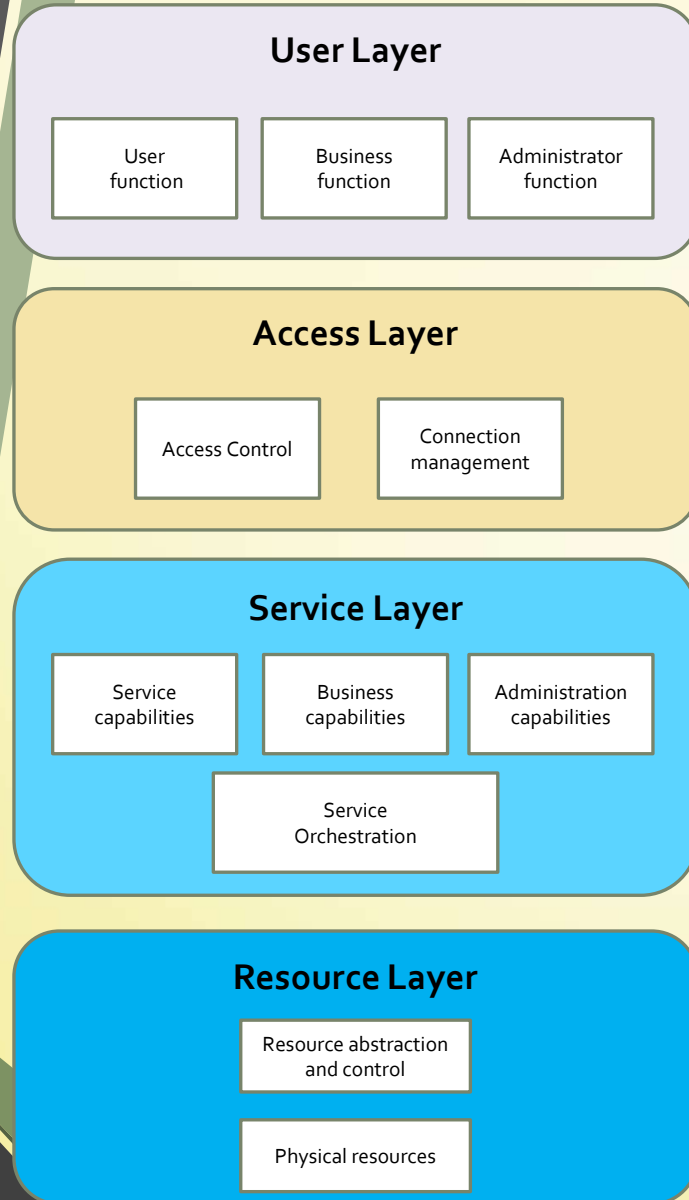 User Layer
User
function
Business
function
Administrator
function
Access Layer
Access Control
Connection
management
Service Layer
Service
capabilities
Business
capabilities
Administration
capabilities
Service
Orchestration
Resource Layer
Resource abstraction
and control
Physical resources